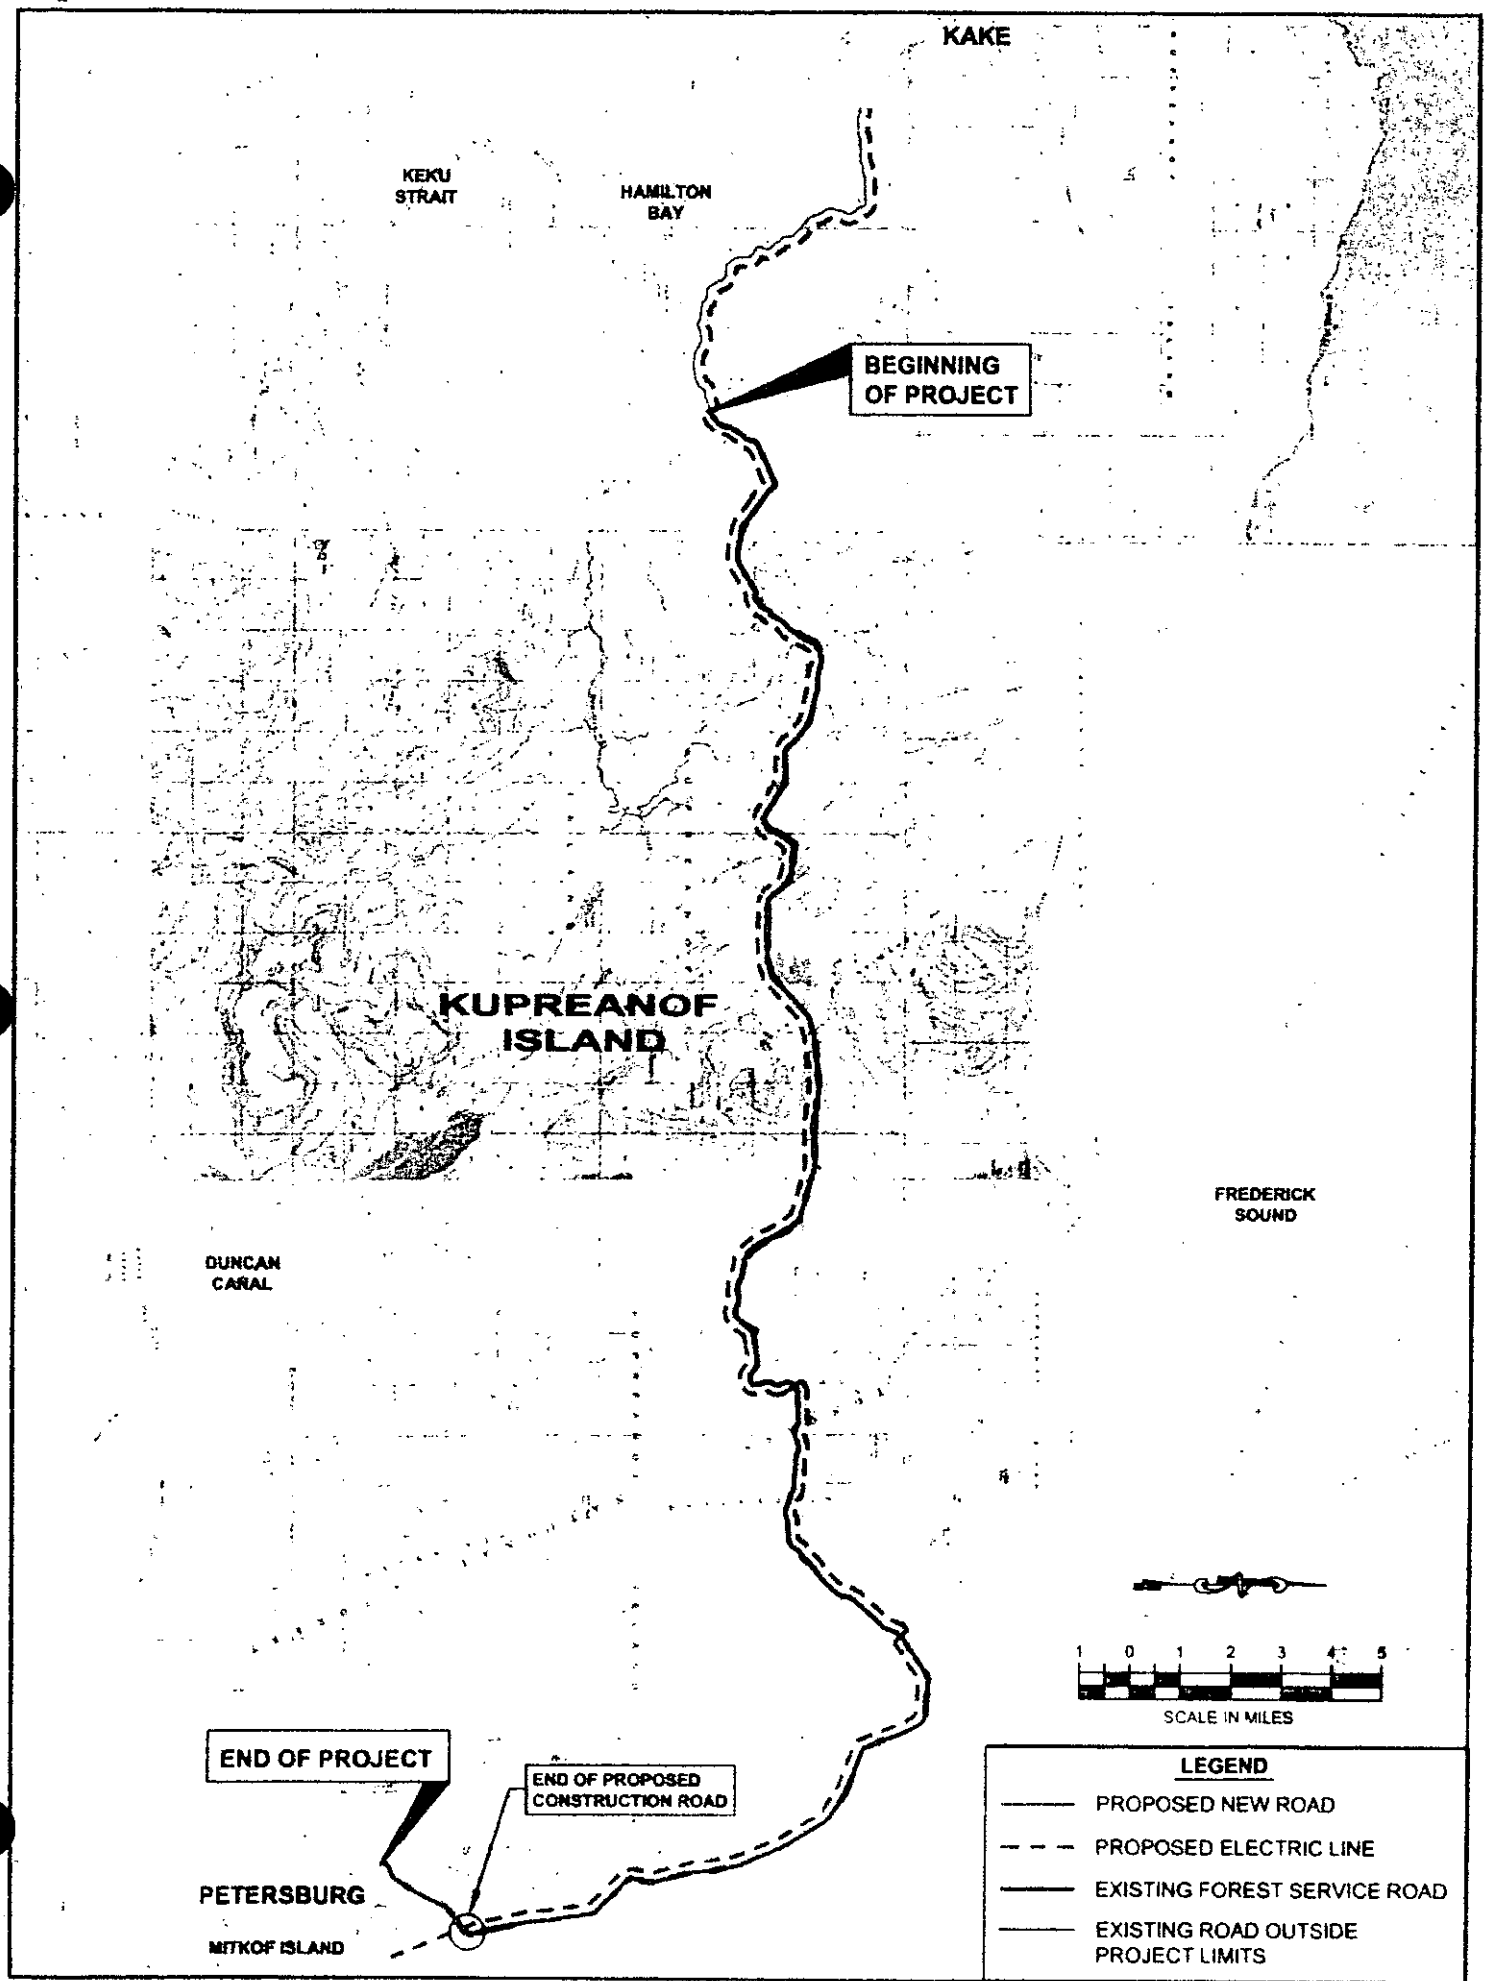 KAKE
KEKU
STRAIT
HAMILTON
BAY
BEGINNING
OF PROJECT
KUPREANOF
ISLAND
FREDERICK
SOUND
DUNCAN
CANAL
1 0 1 2 3 4 5
SCALE IN MILES
END OF PROJECT
END OF PROPOSED
CONSTRUCTION ROAD
PETERSBURG
MITKOF ISLAND
LEGEND
PROPOSED NEW ROAD
PROPOSED ELECTRIC LINE
EXISTING FOREST SERVICE ROAD
EXISTING ROAD OUTSIDE
PROJECT LIMITS